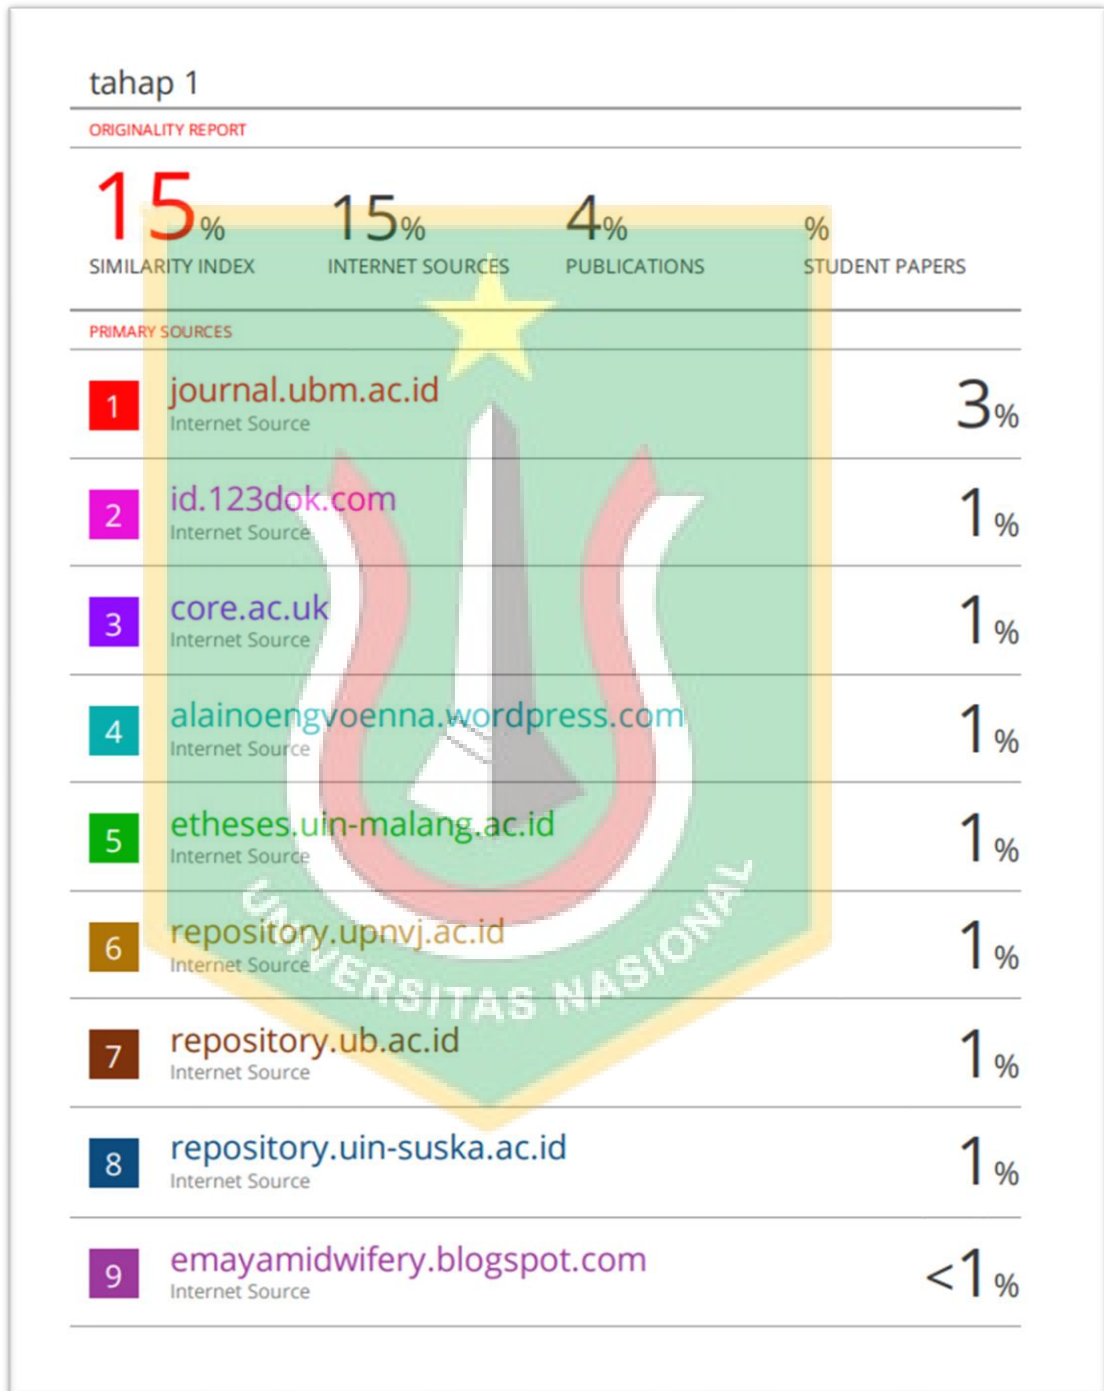 tahap 1
ORIGINALITY REPORT
15% 15% 4% %
SIMILARITY INDEX INTERNET SOURCES PUBLICATIONS STUDENT PAPERS
PRIMARY SOURCES
1 journal.ubm.ac.id 3%
Internet Source
2 id.123dok.com 1%
Internet Source
3 core.ac.uk 1%
Internet Source
4 alainoengvoenna.wordpress.com 1%
Internet Source
5 etheses.uin-malang.ac.id 1%
Internet Source
6 repository.upnvj.ac.id 1%
Internet Source
7 repository.ub.ac.id 1%
Internet Source
8 repository.uin-suska.ac.id 1%
Internet Source
9 emayamidwifery.blogspot.com <1%
Internet Source
UNIVERSITAS NASIONAL